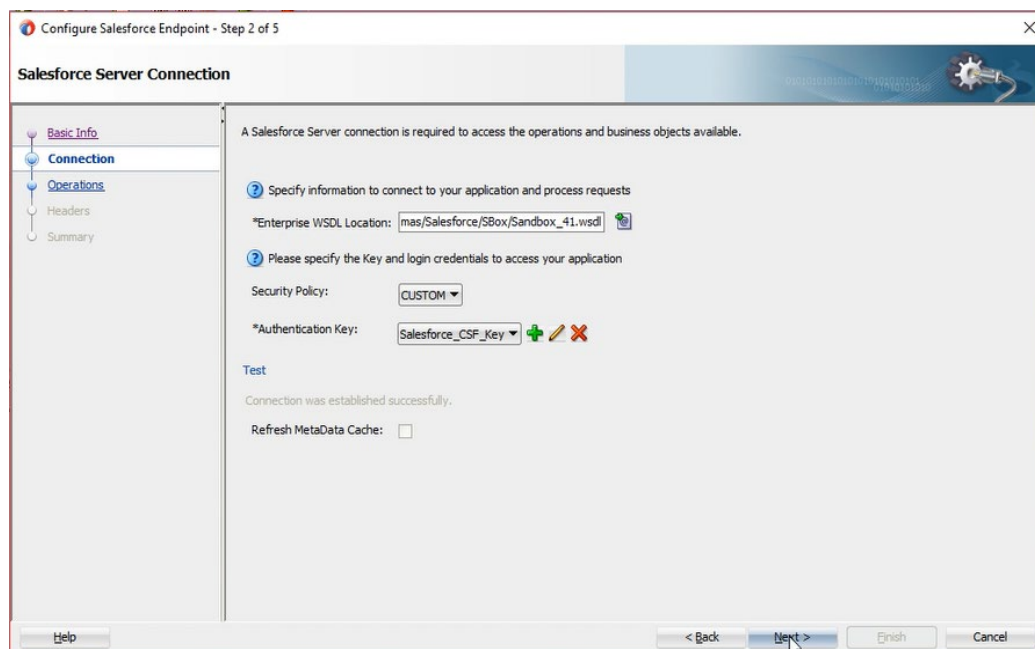 Configure Salesforce Endpoint - Step 2 of 5
Salesforce Server Connection
Basic Info
Connection
Operations
Headers
Summary
A Salesforce Server connection is required to access the operations and business objects available.
Specify information to connect to your application and process requests
*Enterprise WSDL Location: mas/Salesforce/SBox/Sandbox_41.wsdl
Please specify the Key and login credentials to access your application
Security Policy: CUSTOM
*Authentication Key: Salesforce_CSF_Key
Test
Connection was established successfully.
Refresh MetaData Cache:
Help
< Back
Next >
Finish
Cancel